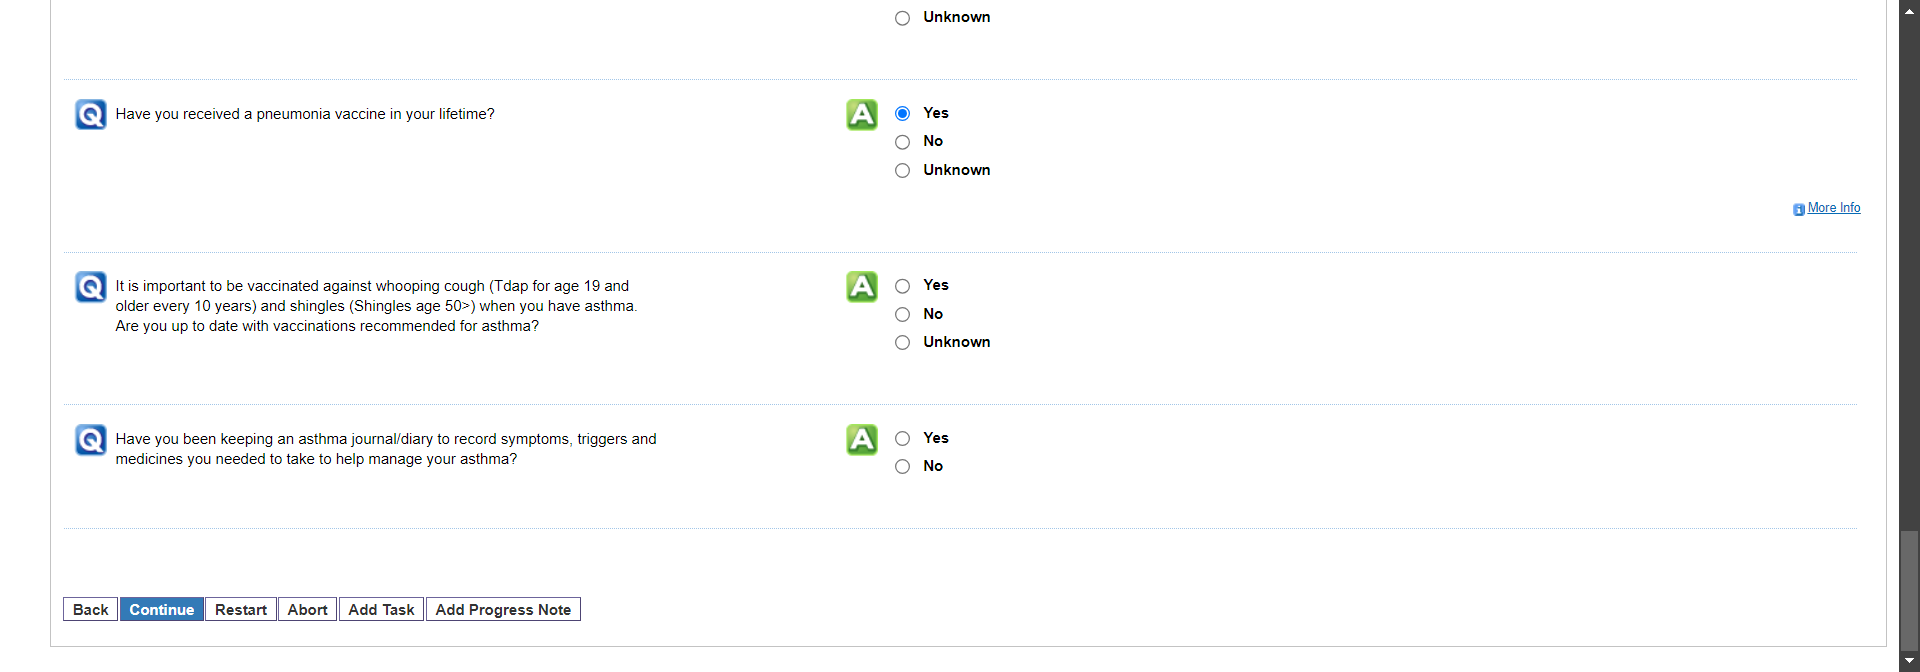 Unknown
Q Have you received a pneumonia vaccine in your lifetime?
A Yes
No
Unknown
i More Info
Q It is important to be vaccinated against whooping cough (Tdap for age 19 and
older every 10 years) and shingles (Shingles age 50>) when you have asthma.
Are you up to date with vaccinations recommended for asthma?
A Yes
No
Unknown
Q Have you been keeping an asthma journal/diary to record symptoms, triggers and
medicines you needed to take to help manage your asthma?
A Yes
No
Back Continue Restart Abort Add Task Add Progress Note